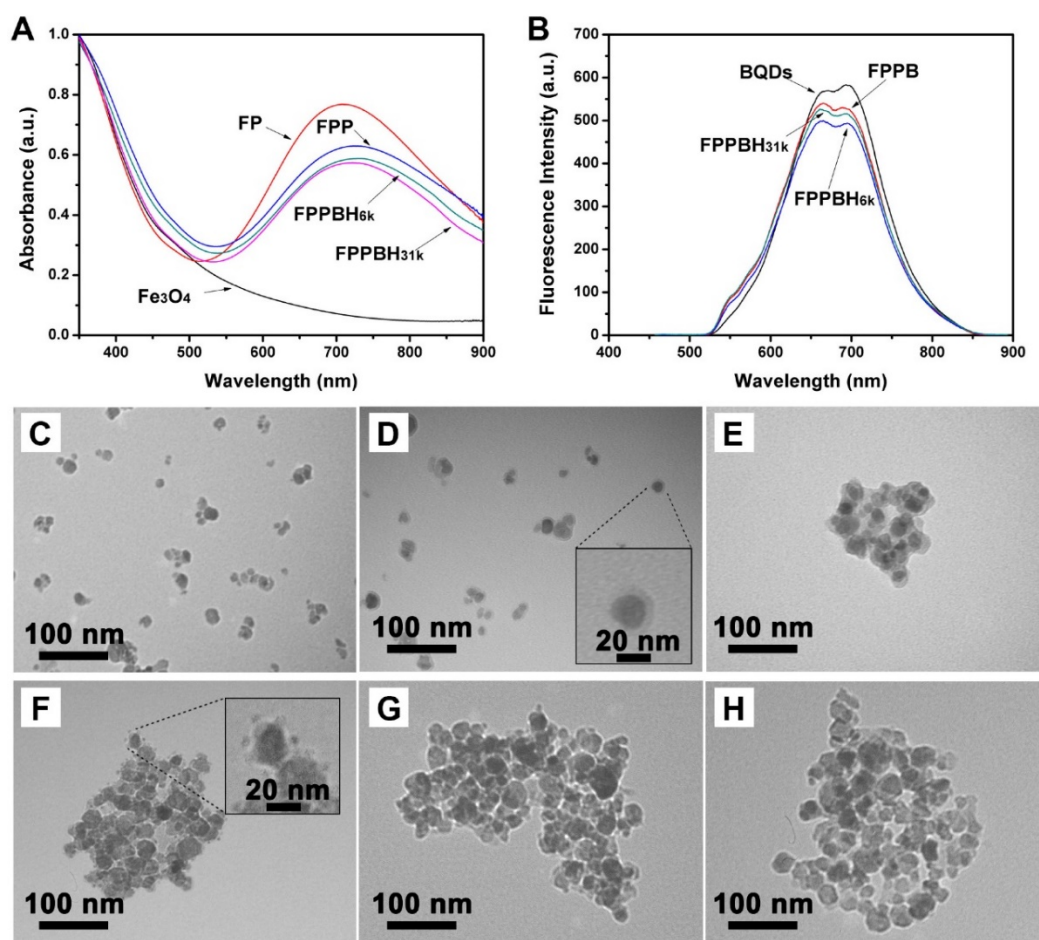 A
Absorbance (a.u.)
1.0
0.8
0.6
0.4
0.2
0.0
FP
FPP
FPPBH6k
FPPBH31k
Fe3O4
400 500 600 700 800 900
Wavelength (nm)
B
Fluorescence Intensity (a.u.)
700
600
500
400
300
200
100
0
BQDs
FPPB
FPPBH31k
FPPBH6k
400 500 600 700 800 900
Wavelength (nm)
C
100 nm
D
100 nm
20 nm
E
100 nm
F
100 nm
20 nm
G
100 nm
H
100 nm